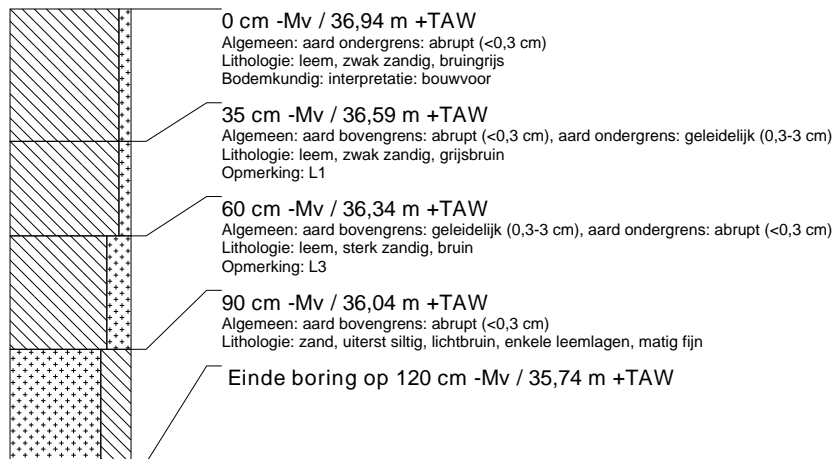 0 cm -Mv / 36,94 m +TAW
Algemeen: aard ondergrens: abrupt (<0,3 cm)
Lithologie: leem, zwak zandig, bruingrijs
Bodemkundig: interpretatie: bouwvoor
35 cm -Mv / 36,59 m +TAW
Algemeen: aard bovengrens: abrupt (<0,3 cm), aard ondergrens: geleidelijk (0,3-3 cm)
Lithologie: leem, zwak zandig, grijsbruin
Opmerking: L1
60 cm -Mv / 36,34 m +TAW
Algemeen: aard bovengrens: geleidelijk (0,3-3 cm), aard ondergrens: abrupt (<0,3 cm)
Lithologie: leem, sterk zandig, bruin
Opmerking: L3
90 cm -Mv / 36,04 m +TAW
Algemeen: aard bovengrens: abrupt (<0,3 cm)
Lithologie: zand, uiterst siltig, lichtbruin, enkele leemlagen, matig fijn
Einde boring op 120 cm -Mv / 35,74 m +TAW